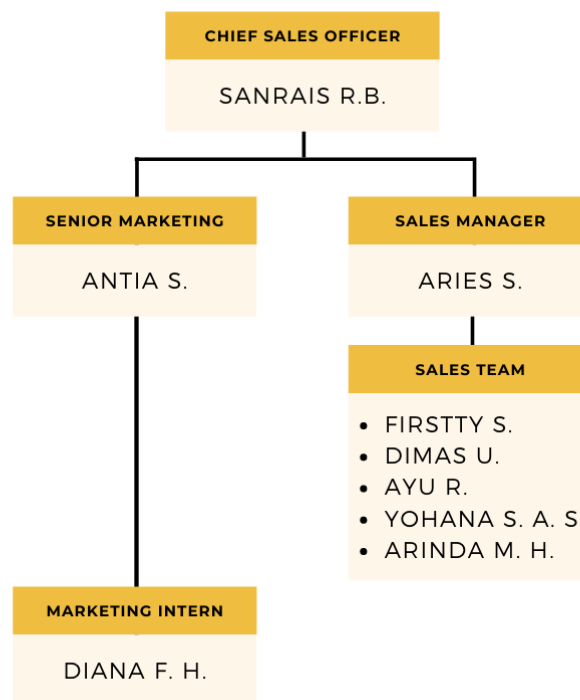 CHIEF SALES OFFICER
SANRAIS R.B.
SENIOR MARKETING
ANTIA S.
SALES MANAGER
ARIES S.
SALES TEAM
• FIRSTTY S.
• DIMAS U.
• AYU R.
• YOHANA S. A. S
• ARINDA M. H.
MARKETING INTERN
DIANA F. H.